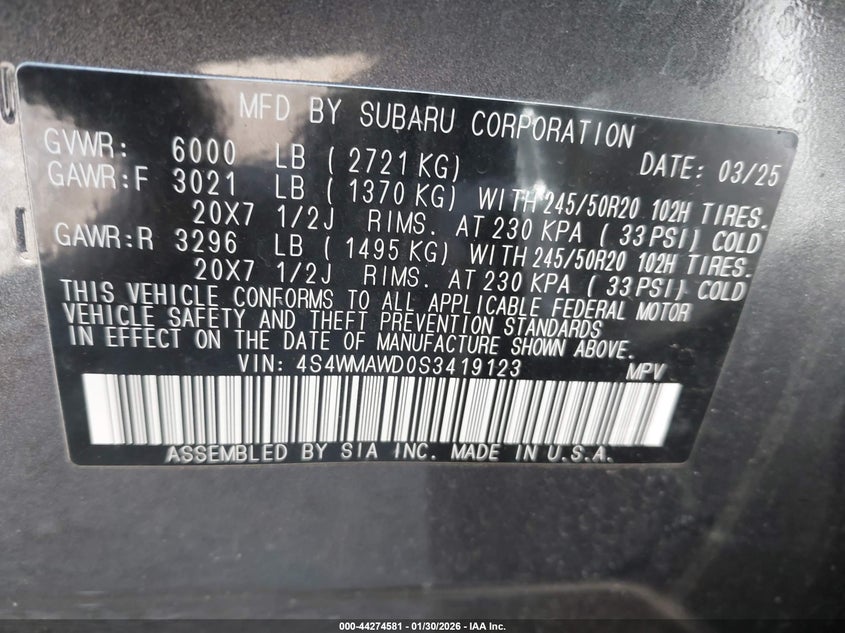 MFD BY SUBARU CORPORATION
GVWR: 6000 LB ( 2721 KG) DATE: 03/25
GAWR:F 3021 LB ( 1370 KG) WITH 245/50R20 102H TIRES.
20X7 1/2J RIMS. AT 230 KPA ( 33 PSI) COLD
GAWR:R 3296 LB ( 1495 KG) WITH 245/50R20 102H TIRES.
20X7 1/2J RIMS. AT 230 KPA ( 33 PSI) COLD
THIS VEHICLE CONFORMS TO ALL APPLICABLE FEDERAL MOTOR
VEHICLE SAFETY AND THEFT PREVENTION STANDARDS
IN EFFECT ON THE DATE OF MANUFACTURE SHOWN ABOVE.
VIN: 4S4WMAWD0S3419123 MPV
ASSEMBLED BY SIA INC. MADE IN U.S.A.
000-44274581 - 01/30/2026 - IAA Inc.